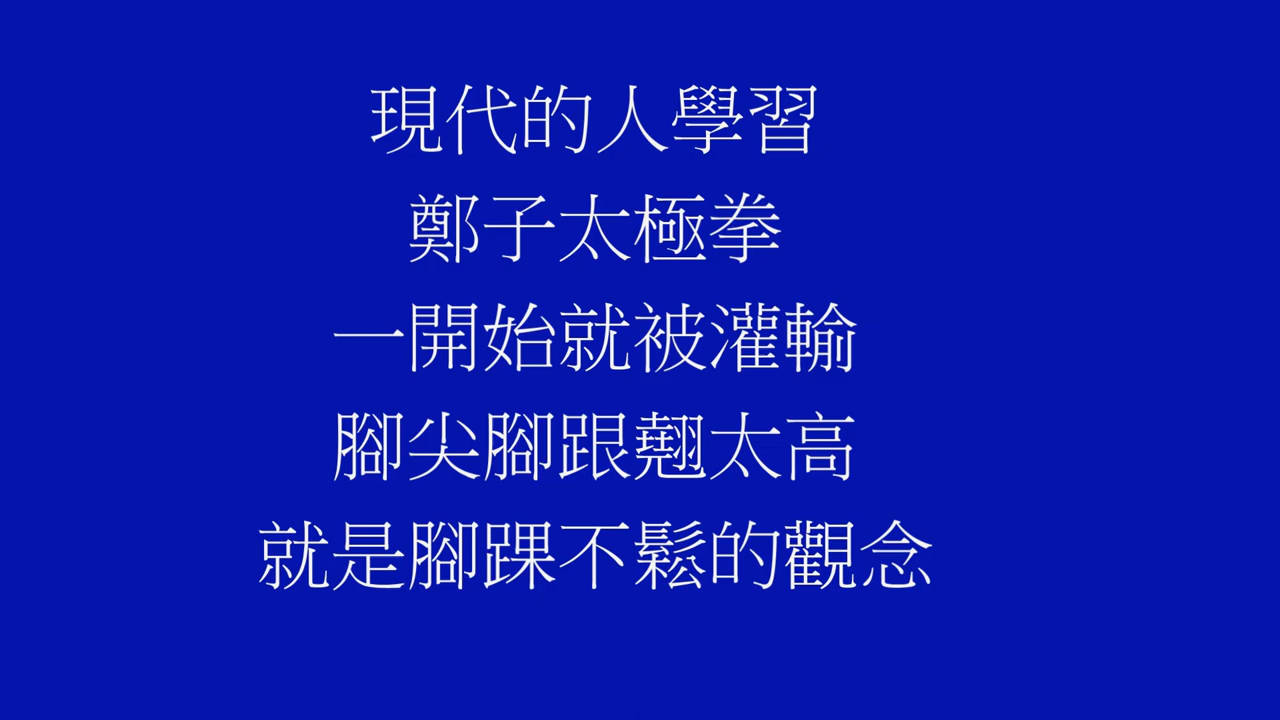 現代的人學習
鄭子太極拳
一開始就被灌輸
腳尖腳跟翹太高
就是腳踝不鬆的觀念